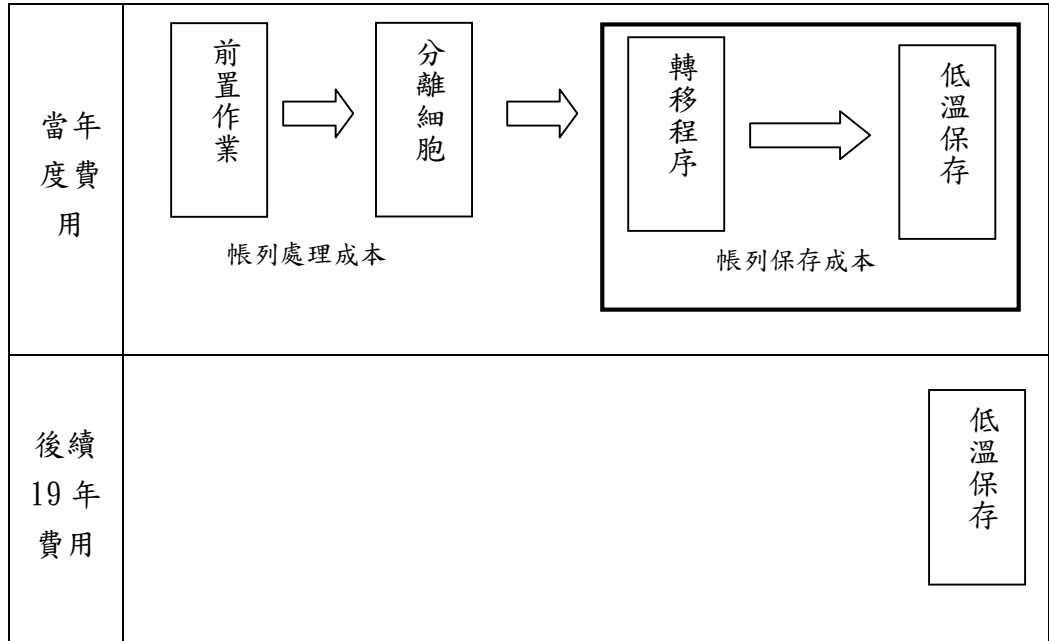 當年
度費
用
前置作業
分離細胞
轉移程序
低溫保存
帳列處理成本
帳列保存成本
後續
19 年
費用
低溫保存